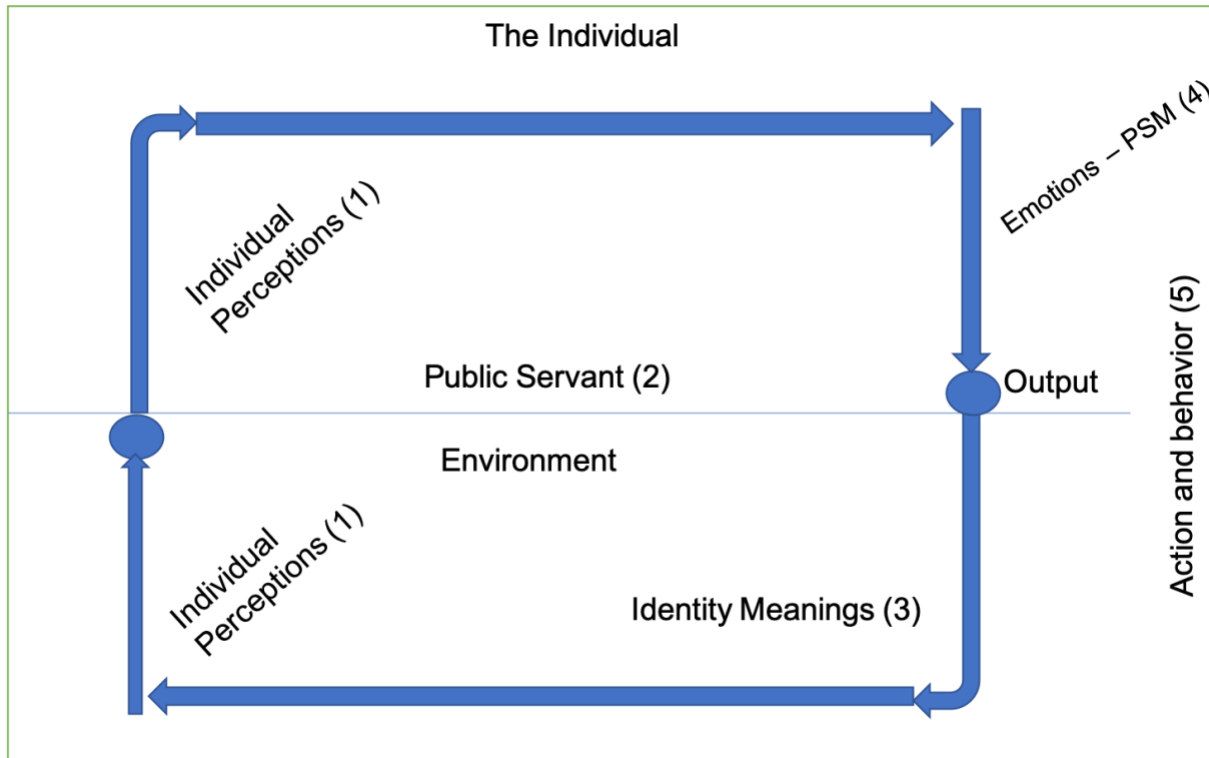 The Individual
Emotions – PSM (4)
Individual
Perceptions (1)
Public Servant (2)
Output
Action and behavior (5)
Environment
Individual
Perceptions (1)
Identity Meanings (3)